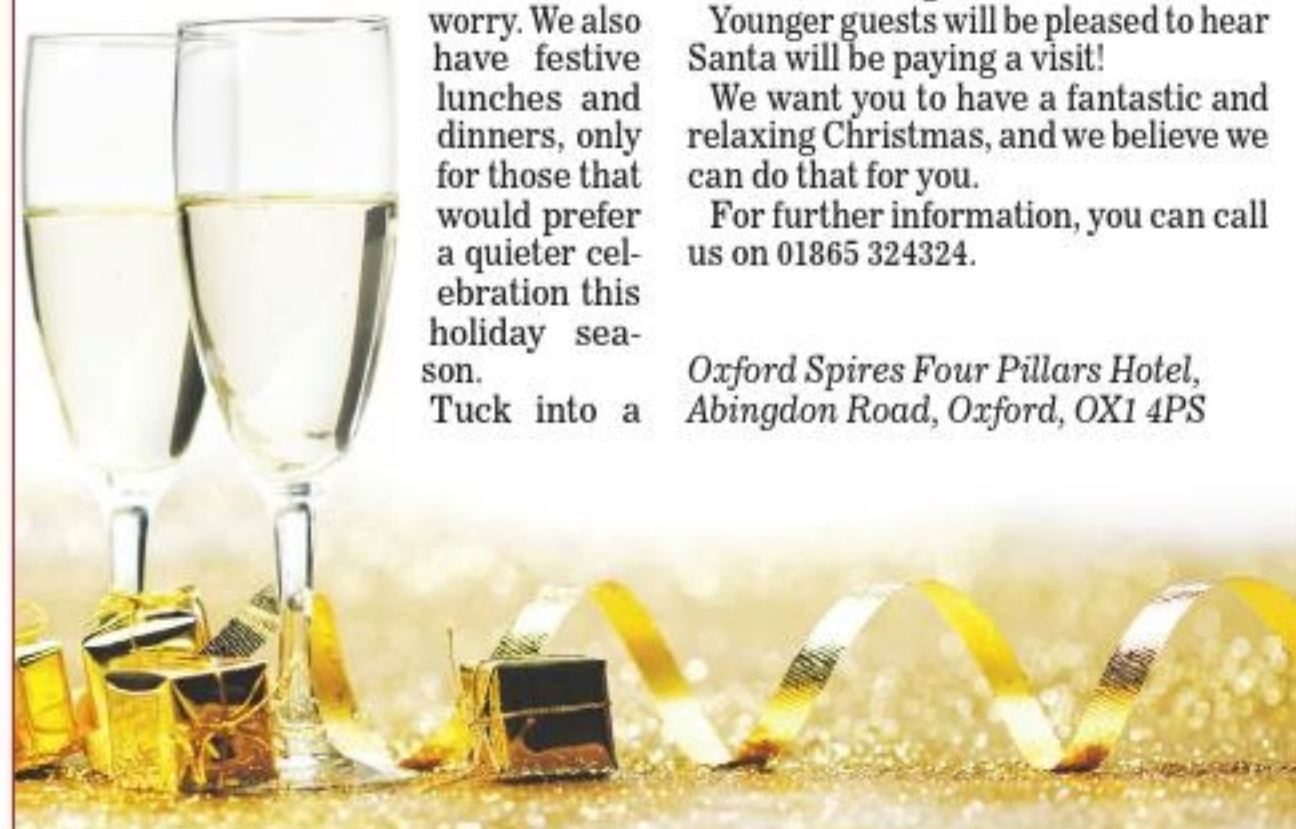 worry. We also
have festive
lunches and
dinners, only
for those that
would prefer
a quieter cel-
ebration this
holiday sea-
son.
Tuck into a
Younger guests will be pleased to hear
Santa will be paying a visit!
We want you to have a fantastic and
relaxing Christmas, and we believe we
can do that for you.
For further information, you can call
us on 01865 324324.
Oxford Spires Four Pillars Hotel,
Abingdon Road, Oxford, OX1 4PS